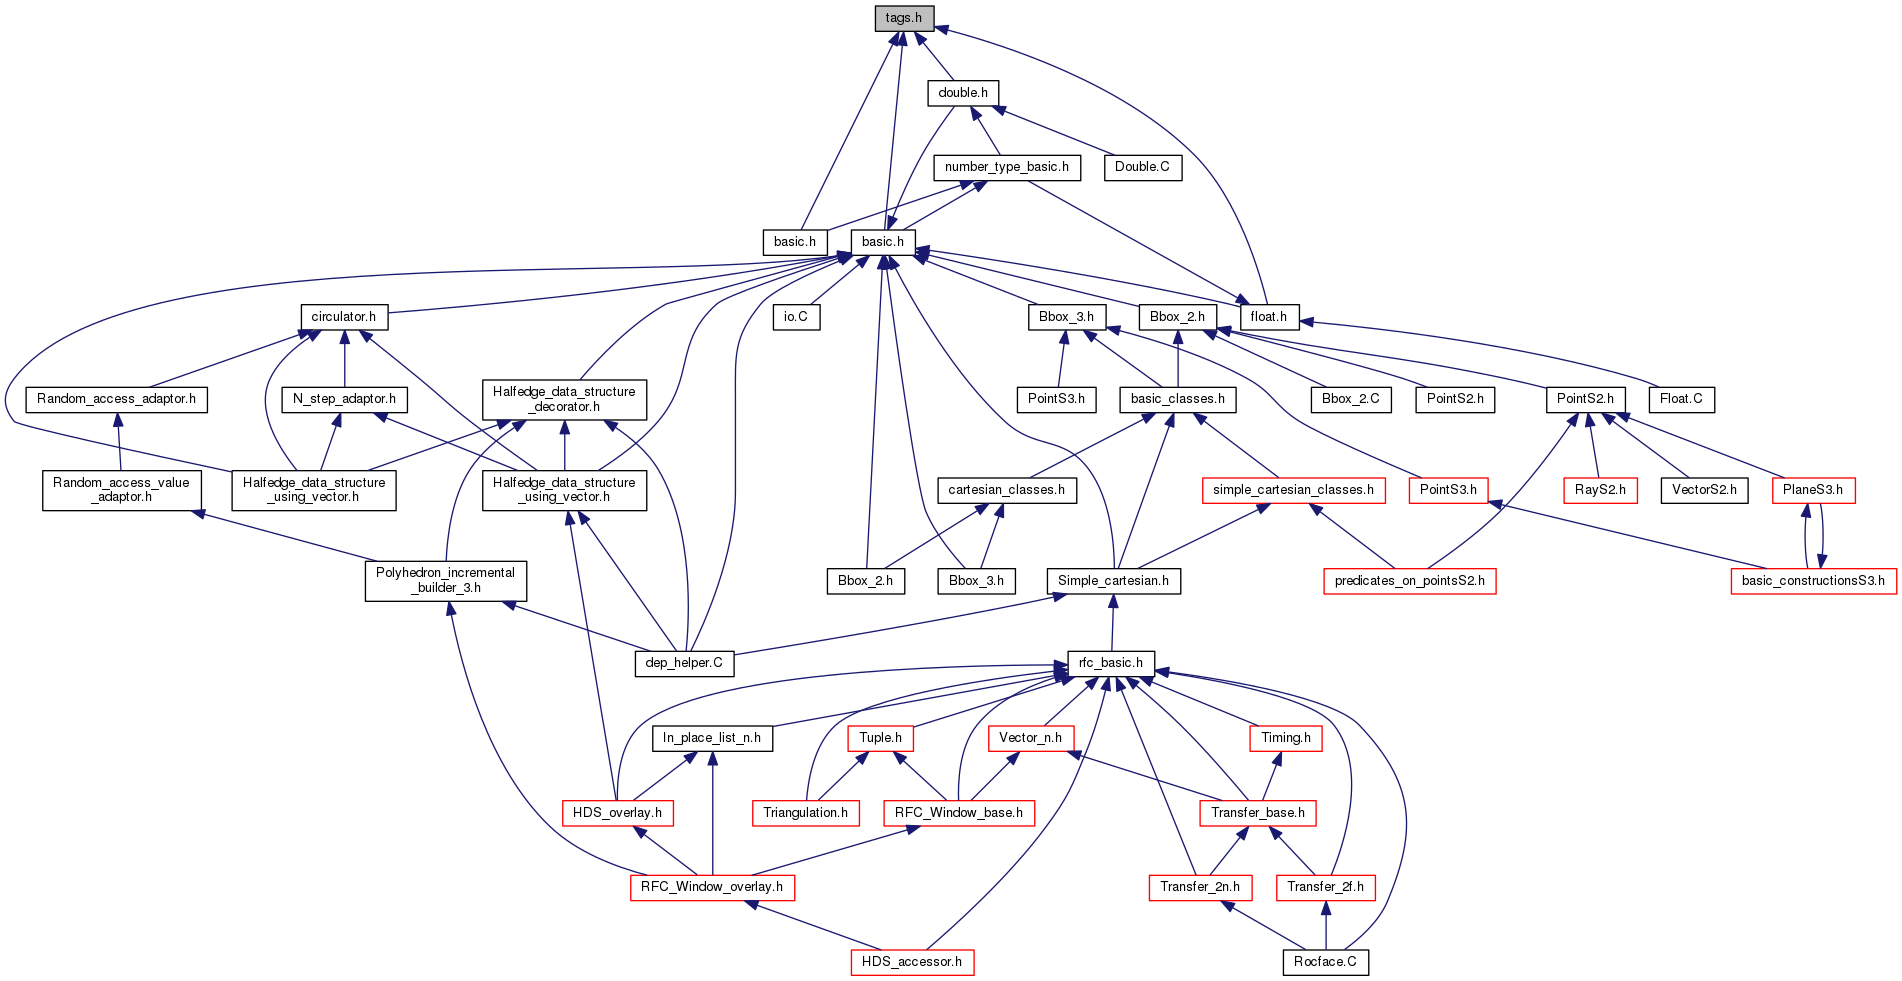 tags.h
double.h
number_type_basic.h
Double.C
basic.h
basic.h
circulator.h
io.C
Bbox_3.h
Bbox_2.h
float.h
Random_access_adaptor.h
N_step_adaptor.h
Halfedge_data_structure
_decorator.h
PointS3.h
basic_classes.h
Bbox_2.C
PointS2.h
PointS2.h
Float.C
Random_access_value
_adaptor.h
Halfedge_data_structure
_using_vector.h
Halfedge_data_structure
_using_vector.h
cartesian_classes.h
simple_cartesian_classes.h
PointS3.h
RayS2.h
VectorS2.h
PlaneS3.h
Polyhedron_incremental
_builder_3.h
Bbox_2.h
Bbox_3.h
Simple_cartesian.h
predicates_on_pointsS2.h
basic_constructionsS3.h
dep_helper.C
rfc_basic.h
In_place_list_n.h
Tuple.h
Vector_n.h
Timing.h
HDS_overlay.h
Triangulation.h
RFC_Window_base.h
Transfer_base.h
RFC_Window_overlay.h
Transfer_2n.h
Transfer_2f.h
HDS_accessor.h
Rocface.C